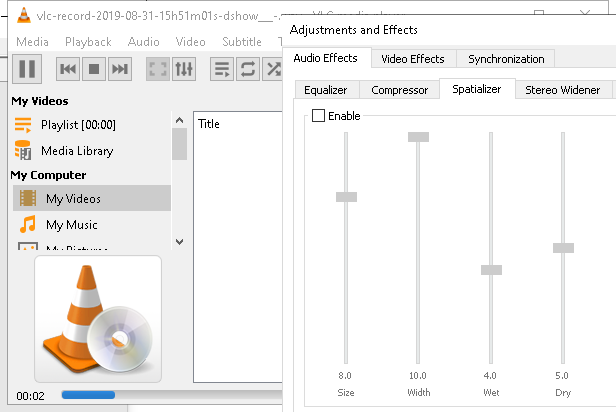 vlc-record-2019-08-31-15h51m01s-dshow__-.
Adjustments and Effects
Media Playback Audio Video Subtitle
Audio Effects Video Effects Synchronization
Equalizer Compressor Spatializer Stereo Widener
My Videos
Playlist [00:00]
Media Library
My Computer
My Videos
My Music
My Pictures
Title
Enable
8.0 10.0 4.0 5.0
Size Width Wet Dry
00:02